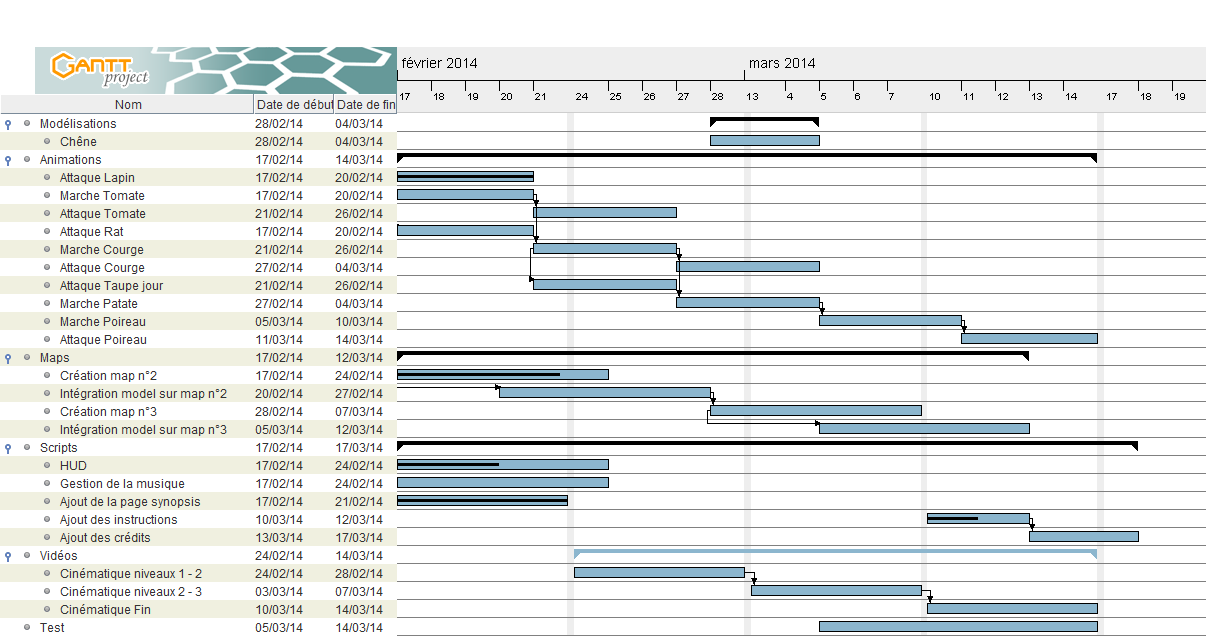 GANTT project
février 2014 mars 2014
17 18 19 20 21 24 25 26 27 28 13 4 5 6 7 10 11 12 13 14 17 18 19
Nom Date de début Date de fin
Modélisations 28/02/14 04/03/14
Chêne 28/02/14 04/03/14
Animations 17/02/14 14/03/14
Attaque Lapin 17/02/14 20/02/14
Marche Tomate 17/02/14 20/02/14
Attaque Tomate 21/02/14 26/02/14
Attaque Rat 17/02/14 20/02/14
Marche Courge 21/02/14 26/02/14
Attaque Courge 27/02/14 04/03/14
Attaque Taupe jour 21/02/14 26/02/14
Marche Patate 27/02/14 04/03/14
Marche Poireau 05/03/14 10/03/14
Attaque Poireau 11/03/14 14/03/14
Maps 17/02/14 12/03/14
Création map n°2 17/02/14 24/02/14
Intégration model sur map n°2 20/02/14 27/02/14
Création map n°3 28/02/14 07/03/14
Intégration model sur map n°3 05/03/14 12/03/14
Scripts 17/02/14 17/03/14
HUD 17/02/14 24/02/14
Gestion de la musique 17/02/14 24/02/14
Ajout de la page synopsis 17/02/14 21/02/14
Ajout des instructions 10/03/14 12/03/14
Ajout des crédits 13/03/14 17/03/14
Vidéos 24/02/14 14/03/14
Cinématique niveaux 1 - 2 24/02/14 28/02/14
Cinématique niveaux 2 - 3 03/03/14 07/03/14
Cinématique Fin 10/03/14 14/03/14
Test 05/03/14 14/03/14